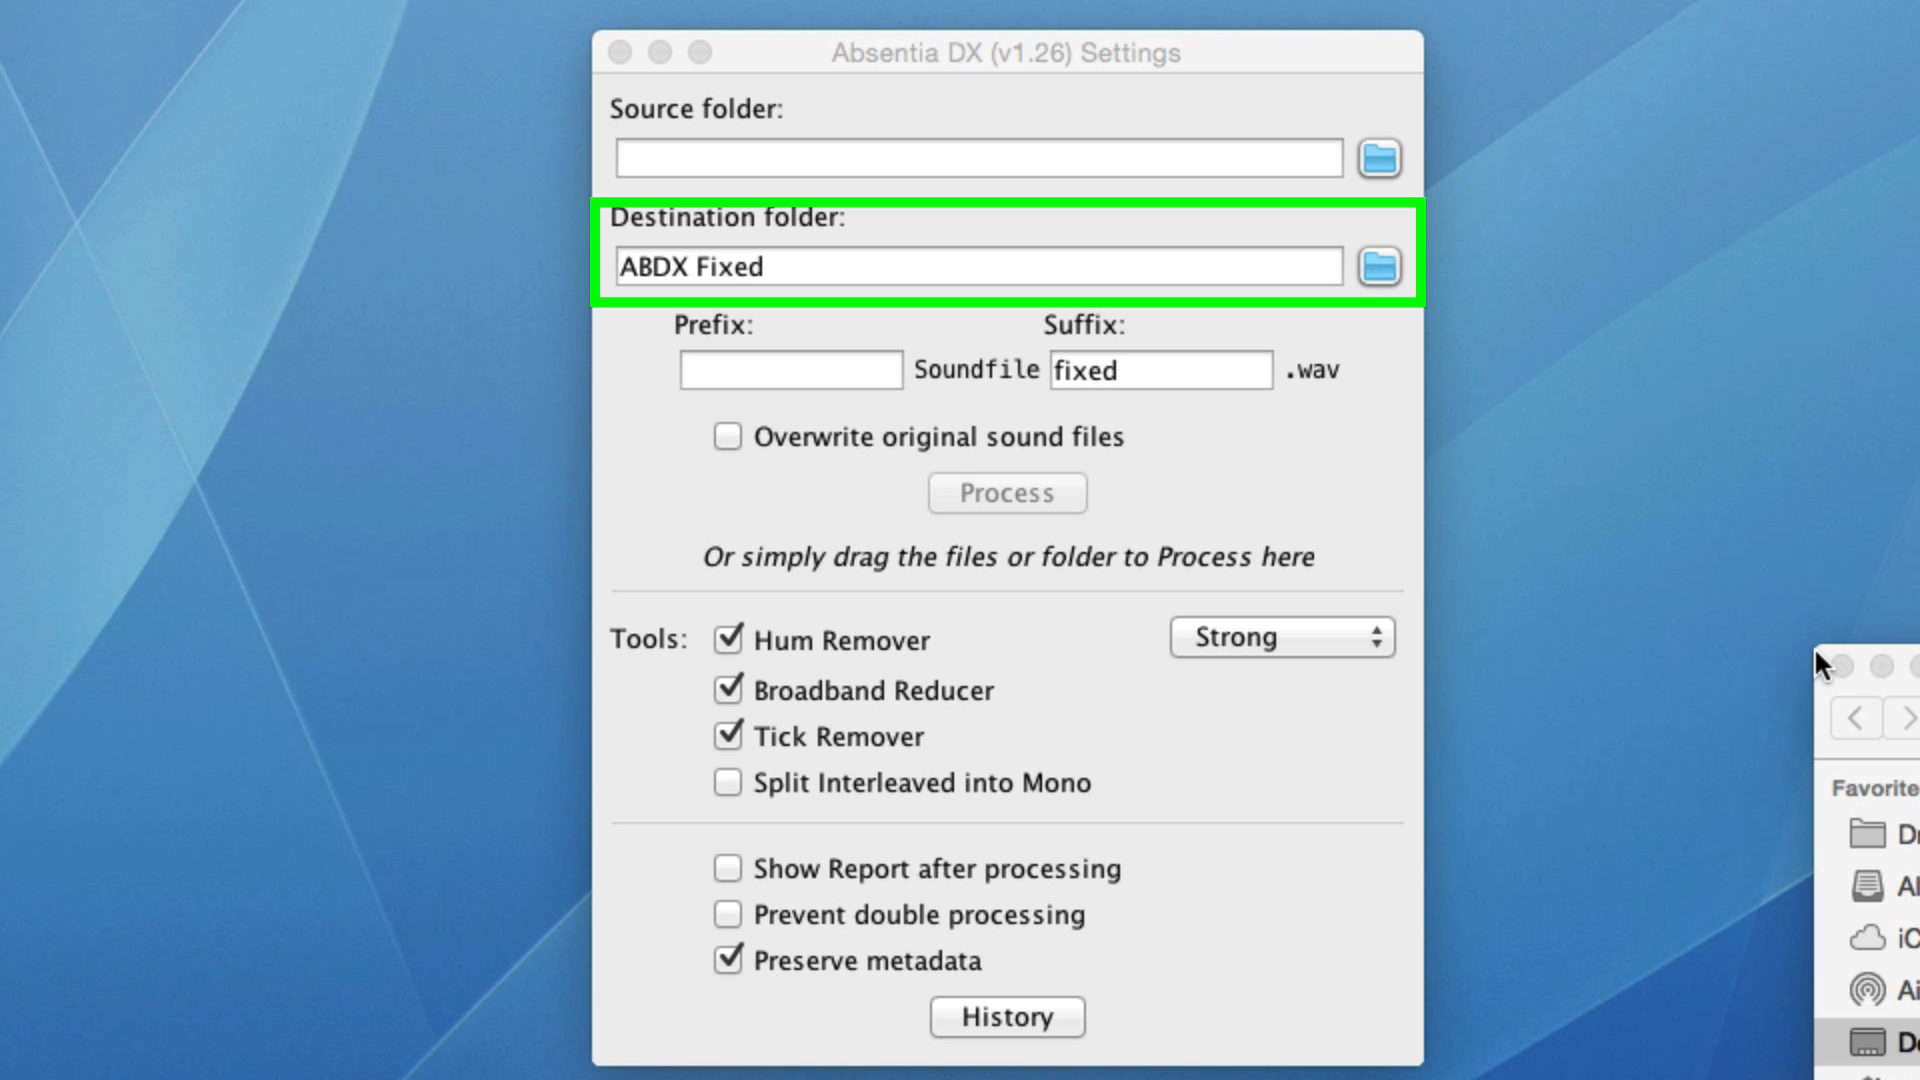 Absentia DX (v1.26) Settings
Source folder:
Destination folder:
ABDX Fixed
Prefix:
Suffix:
Soundfile
fixed
.wav
Overwrite original sound files
Process
Or simply drag the files or folder to Process here
Tools:
Hum Remover
Strong
Broadband Reducer
Tick Remover
Split Interleaved into Mono
Show Report after processing
Prevent double processing
Preserve metadata
History
Favorite